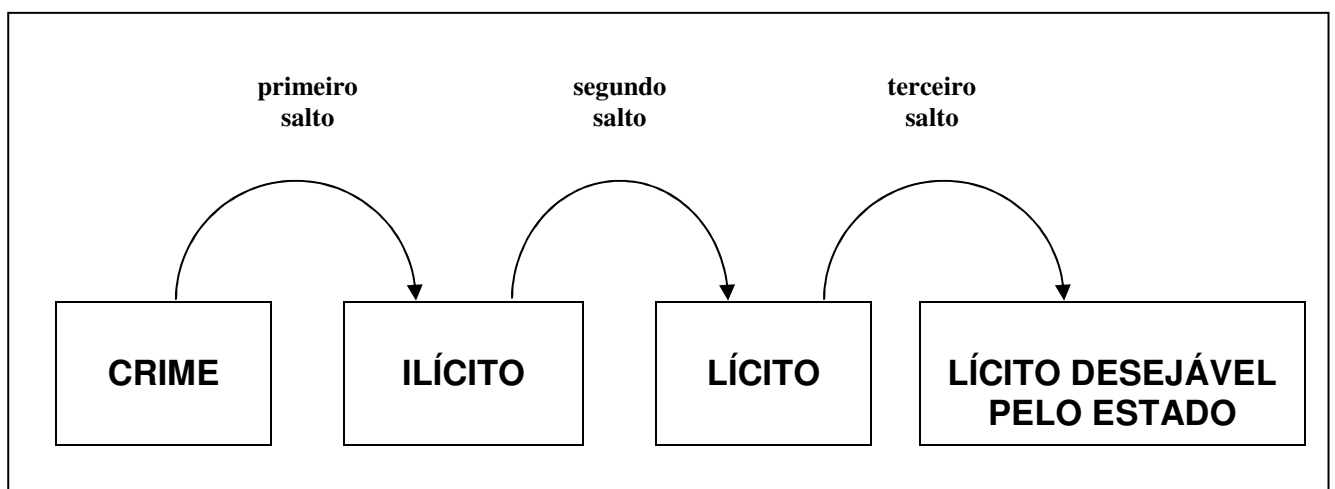 primeiro
salto
segundo
salto
terceiro
salto
CRIME
ILÍCITO
LÍCITO
LÍCITO DESEJÁVEL
PELO ESTADO